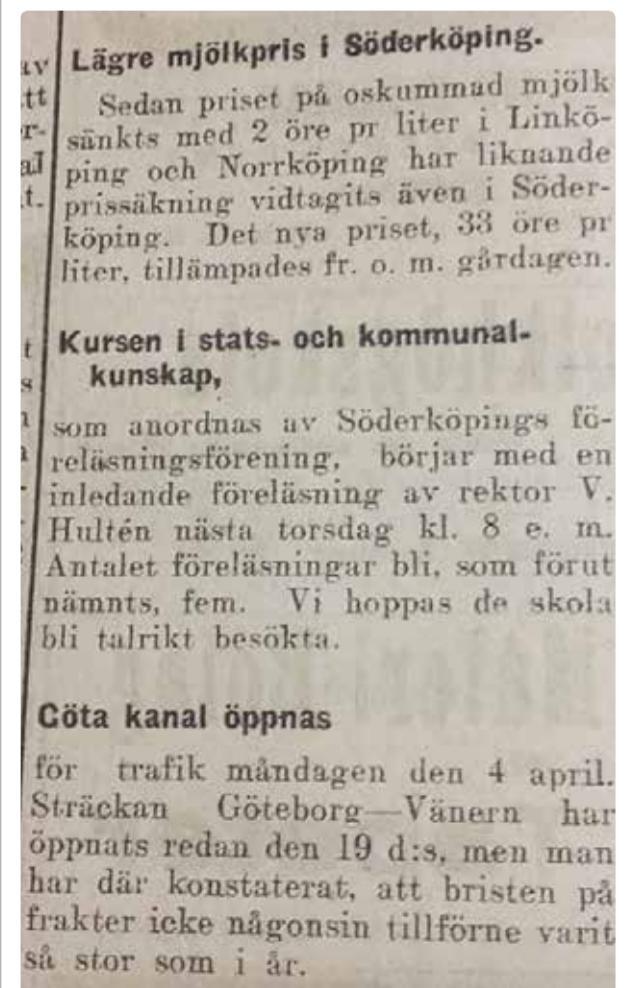 av
tt
r-
al
t.
Lägre mjölkpris i Söderköping.
Sedan priset på oskummad mjölk
sänkts med 2 öre pr liter i Linkö-
ping och Norrköping har liknande
prissäkning vidtagits även i Söder-
köping. Det nya priset, 33 öre pr
liter, tillämpades fr. o. m. gårdagen.
t
s
Kursen i stats- och kommunal-
kunskap,
som anordnas av Söderköpings fö-
reläsningsförening, börjar med en
inledande föreläsning av rektor V.
Hultén nästa torsdag kl. 8 e. m.
Antalet föreläsningar bli, som förut
nämnts, fem. Vi hoppas de skola
bli talrikt besökta.
Göta kanal öppnas
för trafik måndagen den 4 april.
Sträckan Göteborg—Vänern har
öppnats redan den 19 d:s, men man
har där konstaterat, att bristen på
frakter icke någonsin tillförne varit
så stor som i år.